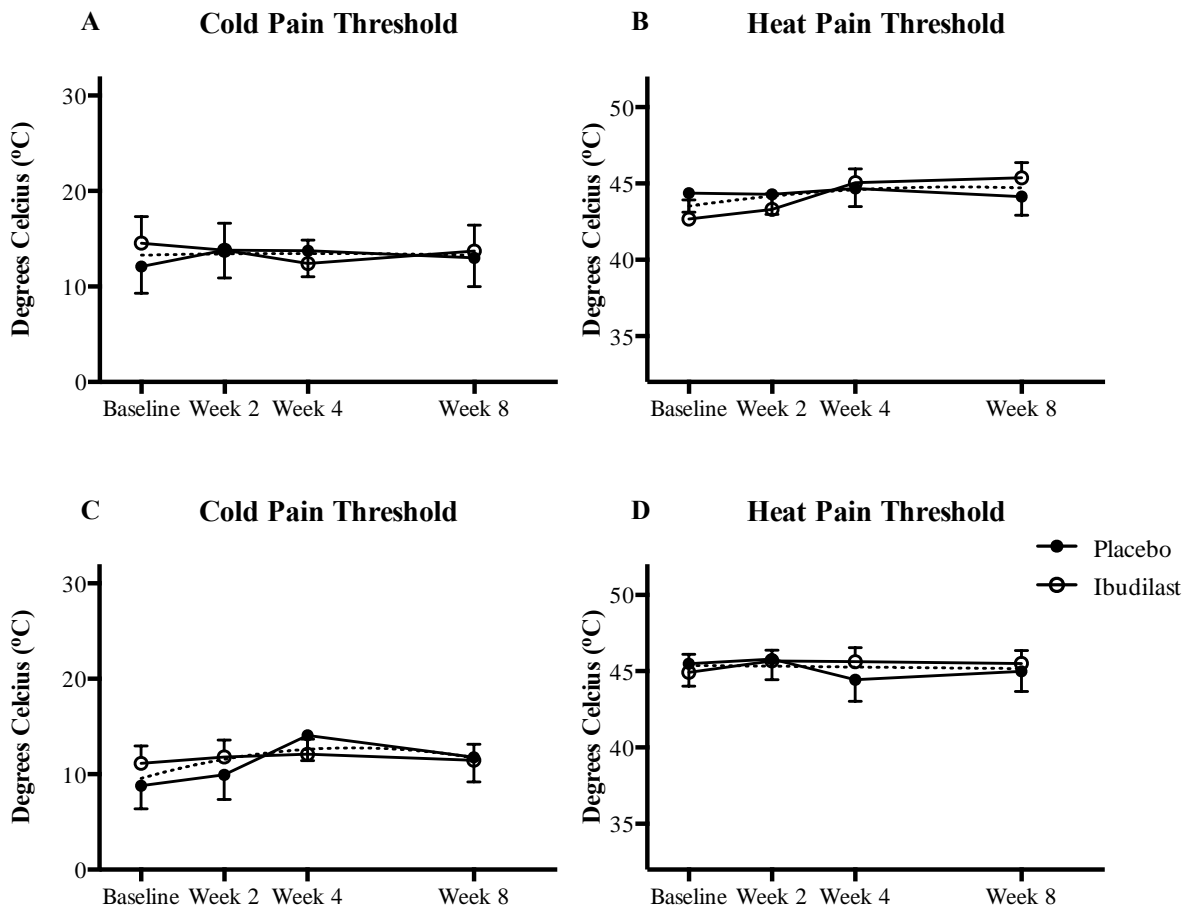 A Cold Pain Threshold
Degrees Celcius (ºC)
30
20
10
0
Baseline Week 2 Week 4 Week 8
B Heat Pain Threshold
Degrees Celsius (ºC)
50
45
40
35
Baseline Week 2 Week 4 Week 8
C Cold Pain Threshold
Degrees Celcius (ºC)
30
20
10
0
Baseline Week 2 Week 4 Week 8
D Heat Pain Threshold
Degrees Celcius (ºC)
50
45
40
35
Baseline Week 2 Week 4 Week 8
Placebo
Ibudilast